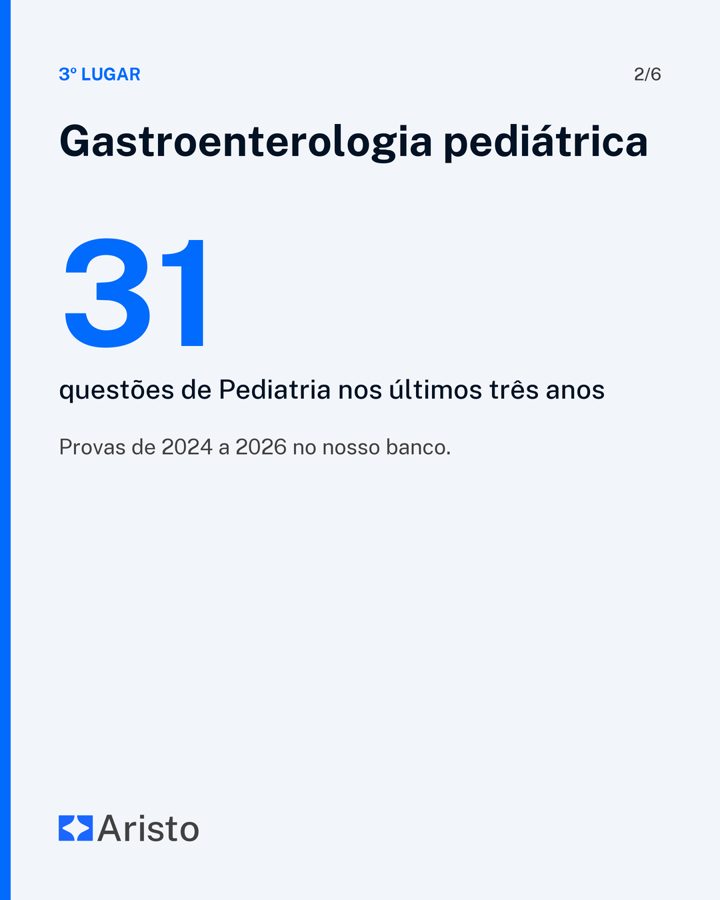 3º LUGAR
2/6
Gastroenterologia pediátrica
31
questões de Pediatria nos últimos três anos
Provas de 2024 a 2026 no nosso banco.
Aristo